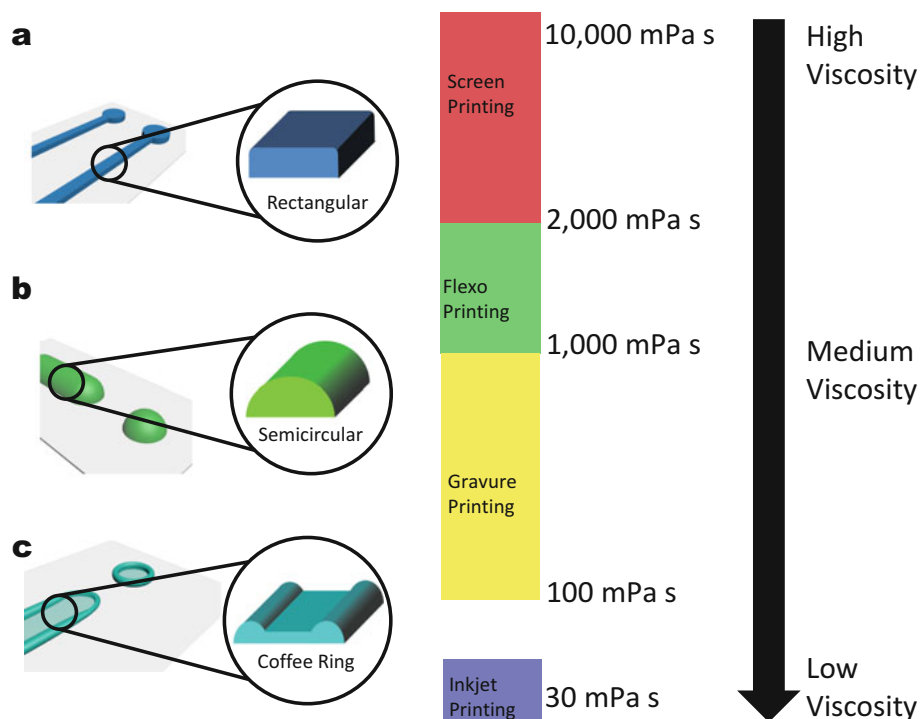 a
Rectangular
b
Semicircular
c
Coffee Ring
Screen
Printing
Flexo
Printing
Gravure
Printing
Inkjet
Printing
10,000 mPa s
2,000 mPa s
1,000 mPa s
100 mPa s
30 mPa s
High
Viscosity
Medium
Viscosity
Low
Viscosity